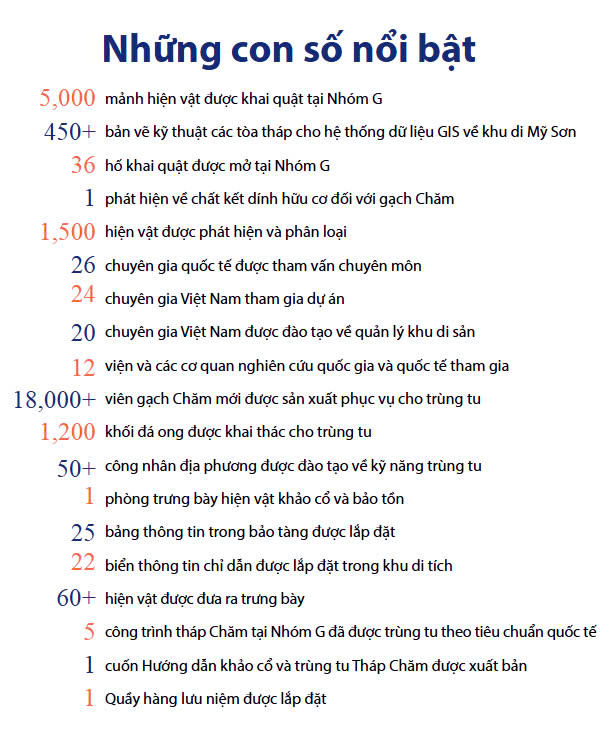 Những con số nổi bật
5,000 mảnh hiện vật được khai quật tại Nhóm G
450+ bản vẽ kỹ thuật các tòa tháp cho hệ thống dữ liệu GIS về khu di Mỹ Sơn
36 hố khai quật được mở tại Nhóm G
1 phát hiện về chất kết dính hữu cơ đối với gạch Chăm
1,500 hiện vật được phát hiện và phân loại
26 chuyên gia quốc tế được tham vấn chuyên môn
24 chuyên gia Việt Nam tham gia dự án
20 chuyên gia Việt Nam được đào tạo về quản lý khu di sản
12 viện và các cơ quan nghiên cứu quốc gia và quốc tế tham gia
18,000+ viên gạch Chăm mới được sản xuất phục vụ cho trùng tu
1,200 khối đá ong được khai thác cho trùng tu
50+ công nhân địa phương được đào tạo về kỹ năng trùng tu
1 phòng trưng bày hiện vật khảo cổ và bảo tồn
25 bảng thông tin trong bảo tàng được lắp đặt
22 biển thông tin chỉ dẫn được lắp đặt trong khu di tích
60+ hiện vật được đưa ra trưng bày
5 công trình tháp Chăm tại Nhóm G đã được trùng tu theo tiêu chuẩn quốc tế
1 cuốn Hướng dẫn khảo cổ và trùng tu Tháp Chăm được xuất bản
1 Quầy hàng lưu niệm được lắp đặt